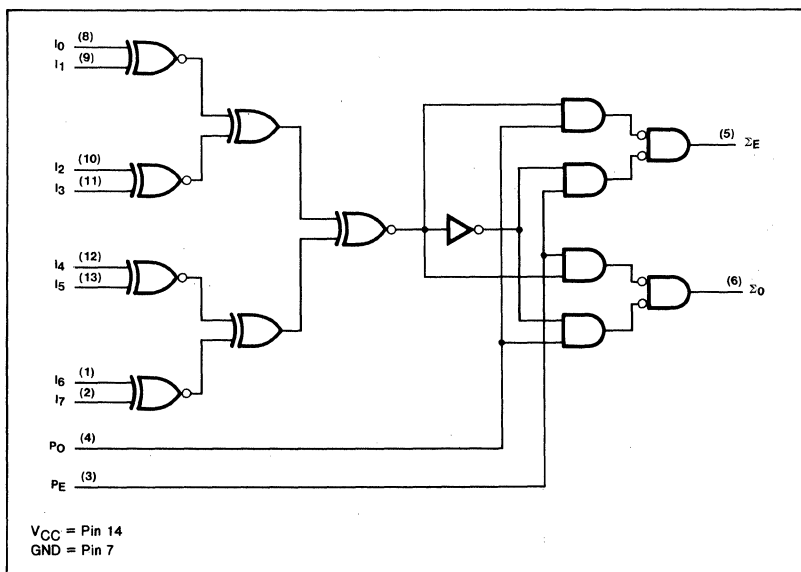 I0 (8)
I1 (9)
I2 (10)
I3 (11)
I4 (12)
I5 (13)
I6 (1)
I7 (2)
PO (4)
PE (3)
(5) ΣE
(6) ΣO
VCC = Pin 14
GND = Pin 7